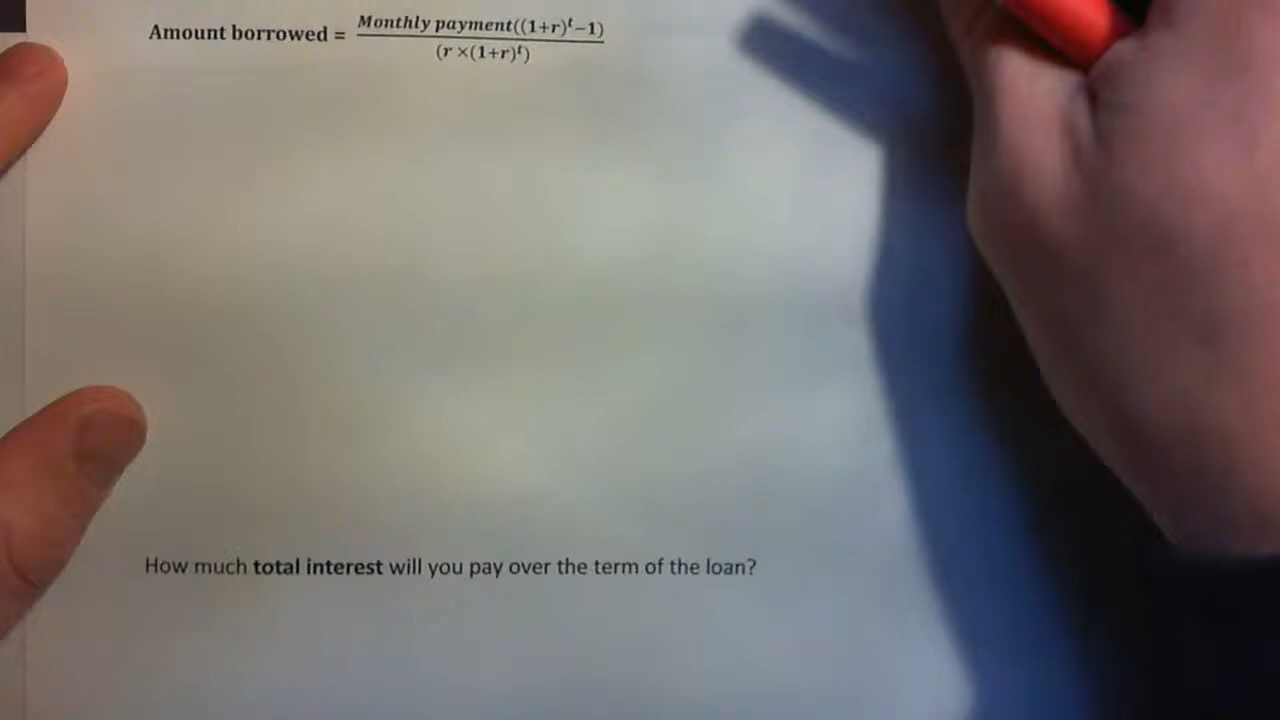 Amount borrowed = \frac{Monthly payment((1+r)^t-1)}{(r ×(1+r)^t)}
How much total interest will you pay over the term of the loan?